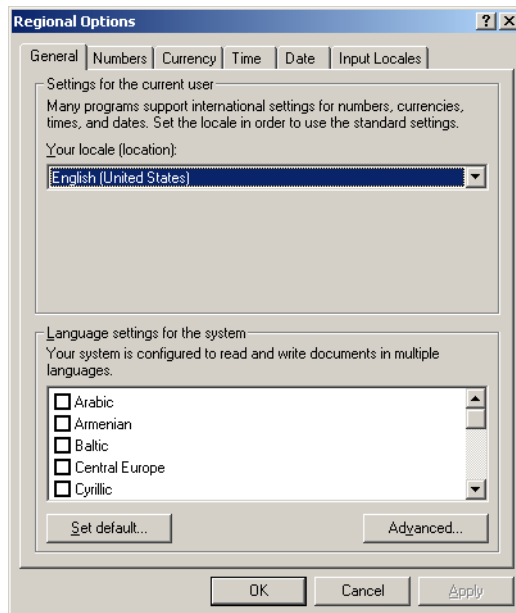 Regional Options
General Numbers Currency Time Date Input Locales
Settings for the current user
Many programs support international settings for numbers, currencies,
times, and dates. Set the locale in order to use the standard settings.
Your locale (location):
English (United States)
Language settings for the system
Your system is configured to read and write documents in multiple
languages.
Arabic
Armenian
Baltic
Central Europe
Cyrillic
Set default... Advanced...
OK Cancel Apply